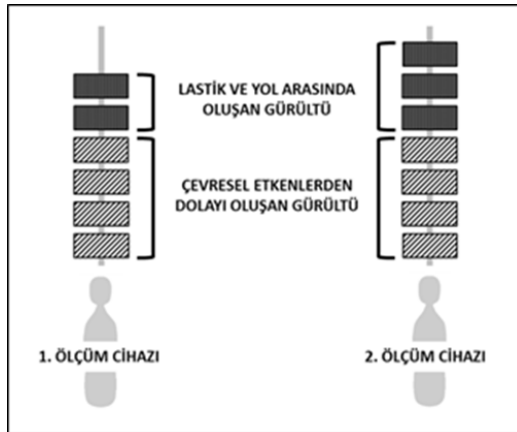 LASTİK VE YOL ARASINDA
OLUŞAN GÜRÜLTÜ
ÇEVRESEL ETKENLERDEN
DOLAYI OLUŞAN GÜRÜLTÜ
1. ÖLÇÜM CİHAZI
2. ÖLÇÜM CİHAZI